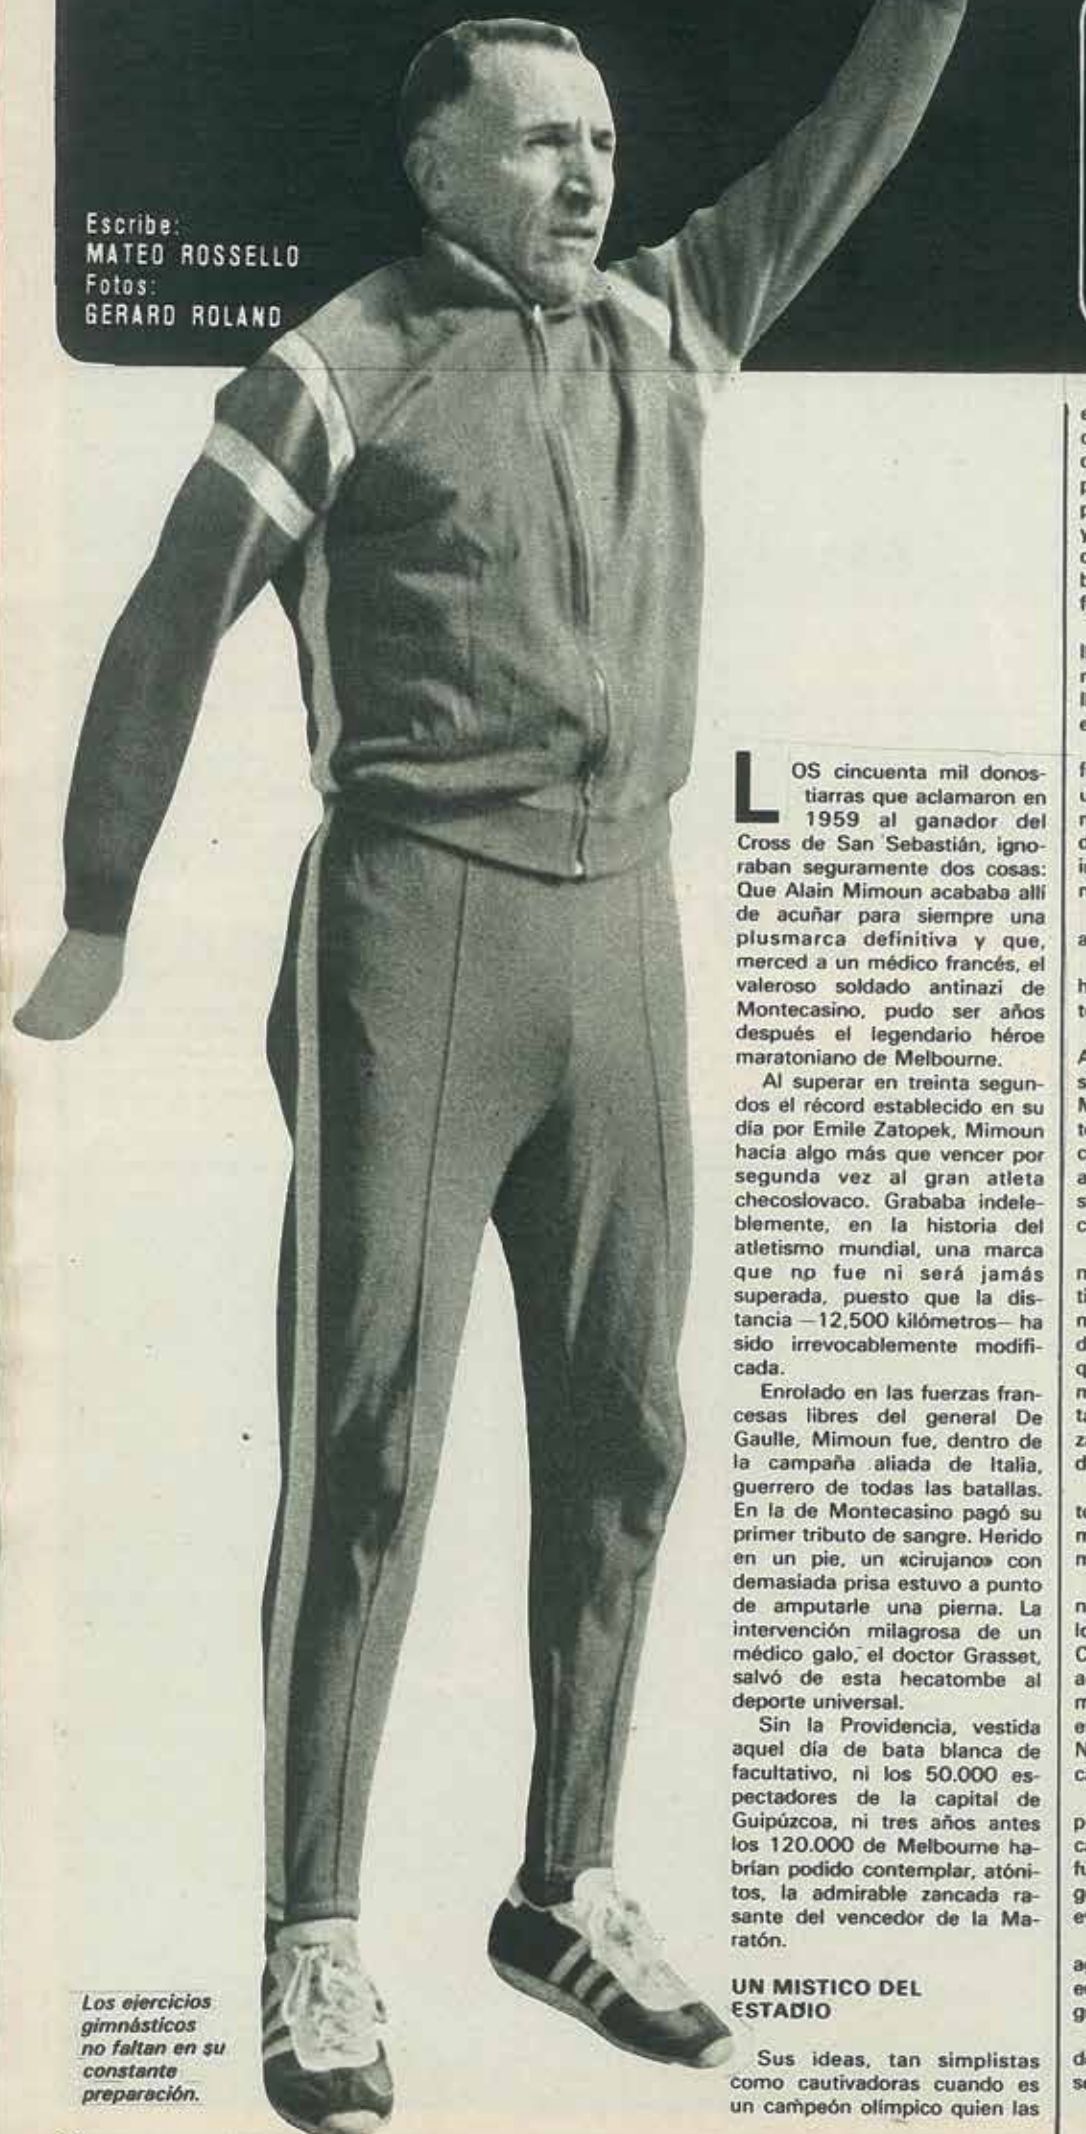 Escribe:
MATEO ROSSELLO
Fotos:
GERARD ROLAND
LOS cincuenta mil donos-
tiarras que aclamaron en
1959 al ganador del
Cross de San Sebastián, igno-
raban seguramente dos cosas:
Que Alain Mimoun acababa allí
de acuñar para siempre una
plusmarca definitiva y que,
merced a un médico francés, el
valeroso soldado antinazi de
Montecasino, pudo ser años
después el legendario héroe
maratoniano de Melbourne.
Al superar en treinta segun-
dos el récord establecido en su
día por Emile Zatopek, Mimoun
hacía algo más que vencer por
segunda vez al gran atleta
checoslovaco. Grababa indele-
blemente, en la historia del
atletismo mundial, una marca
que no fue ni será jamás
superada, puesto que la dis-
tancia —12,500 kilómetros— ha
sido irrevocablemente modifi-
cada.
Enrolado en las fuerzas fran-
cesas libres del general De
Gaulle, Mimoun fue, dentro de
la campaña aliada de Italia,
guerrero de todas las batallas.
En la de Montecasino pagó su
primer tributo de sangre. Herido
en un pie, un «cirujano» con
demasiada prisa estuvo a punto
de amputarle una pierna. La
intervención milagrosa de un
médico galo, el doctor Grasset,
salvó de esta hecatombe al
deporte universal.
Sin la Providencia, vestida
aquel día de bata blanca de
facultativo, ni los 50.000 es-
pectadores de la capital de
Guipúzcoa, ni tres años antes
los 120.000 de Melbourne ha-
brían podido contemplar, atóni-
tos, la admirable zancada ra-
sante del vencedor de la Ma-
ratón.
UN MISTICO DEL
ESTADIO
Sus ideas, tan simplistas
como cautivadoras cuando es
un campeón olímpico quien las
Los ejercicios
gimnásticos
no faltan en su
constante
preparación.